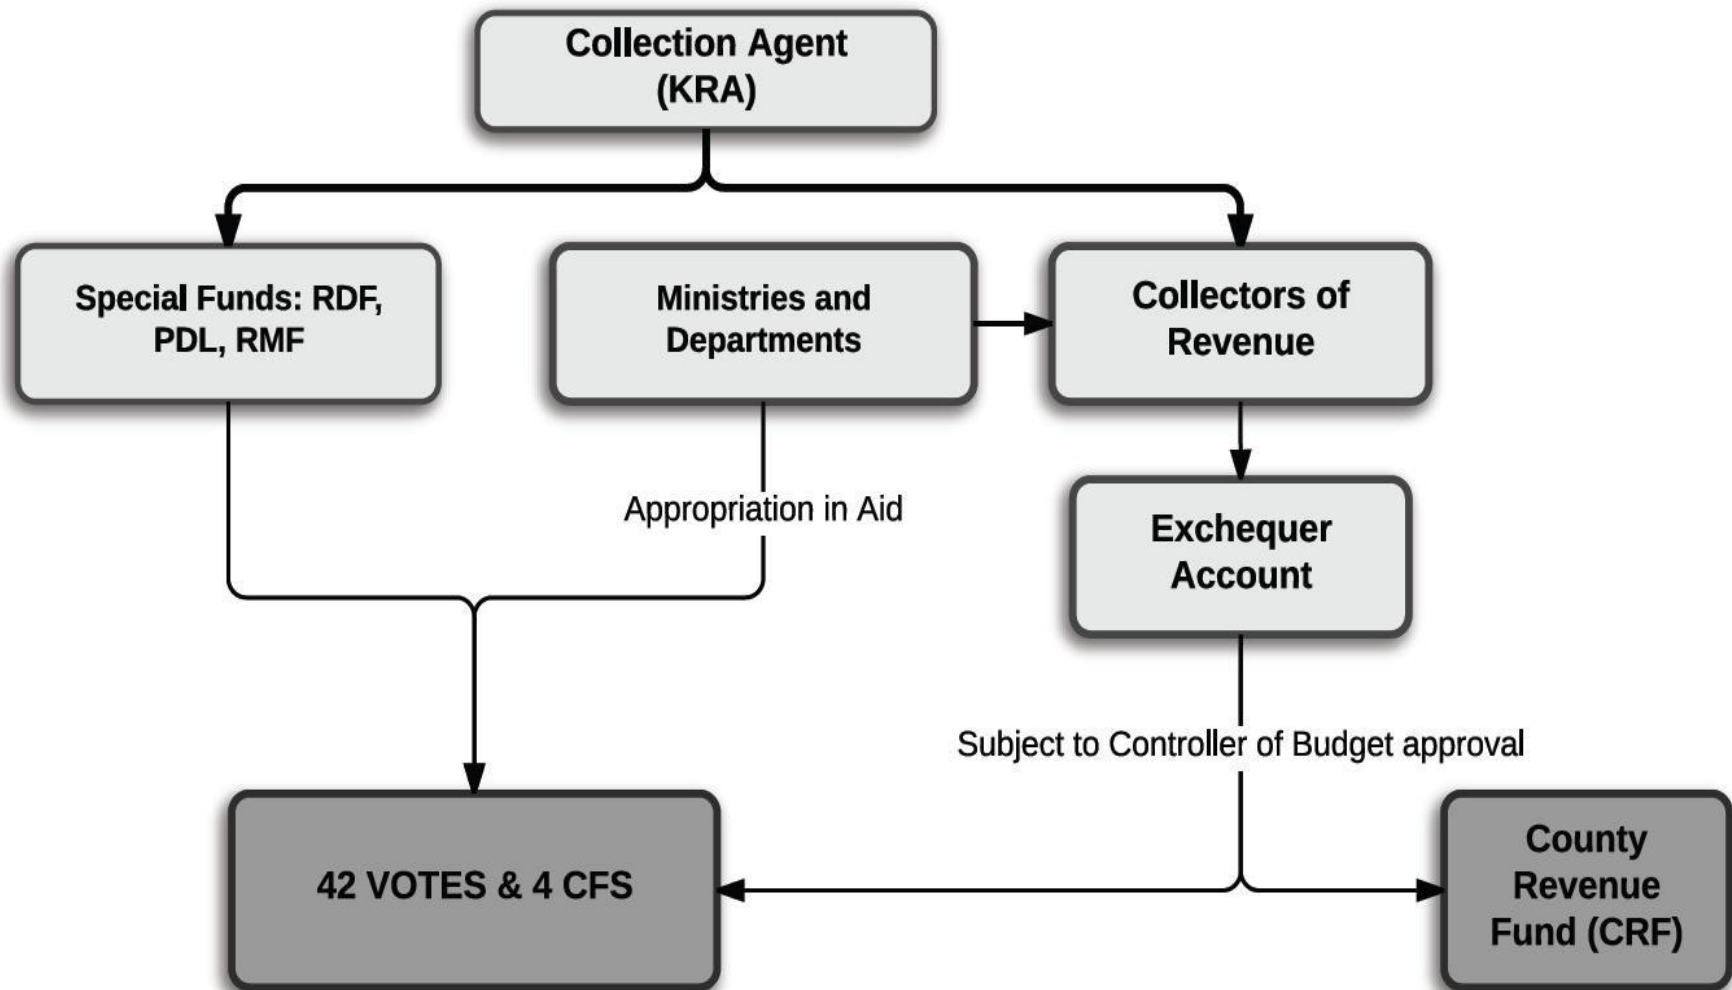 Collection Agent
(KRA)
Special Funds: RDF,
PDL, RMF
Ministries and
Departments
Collectors of
Revenue
Appropriation in Aid
Exchequer
Account
Subject to Controller of Budget approval
42 VOTES & 4 CFS
County
Revenue
Fund (CRF)